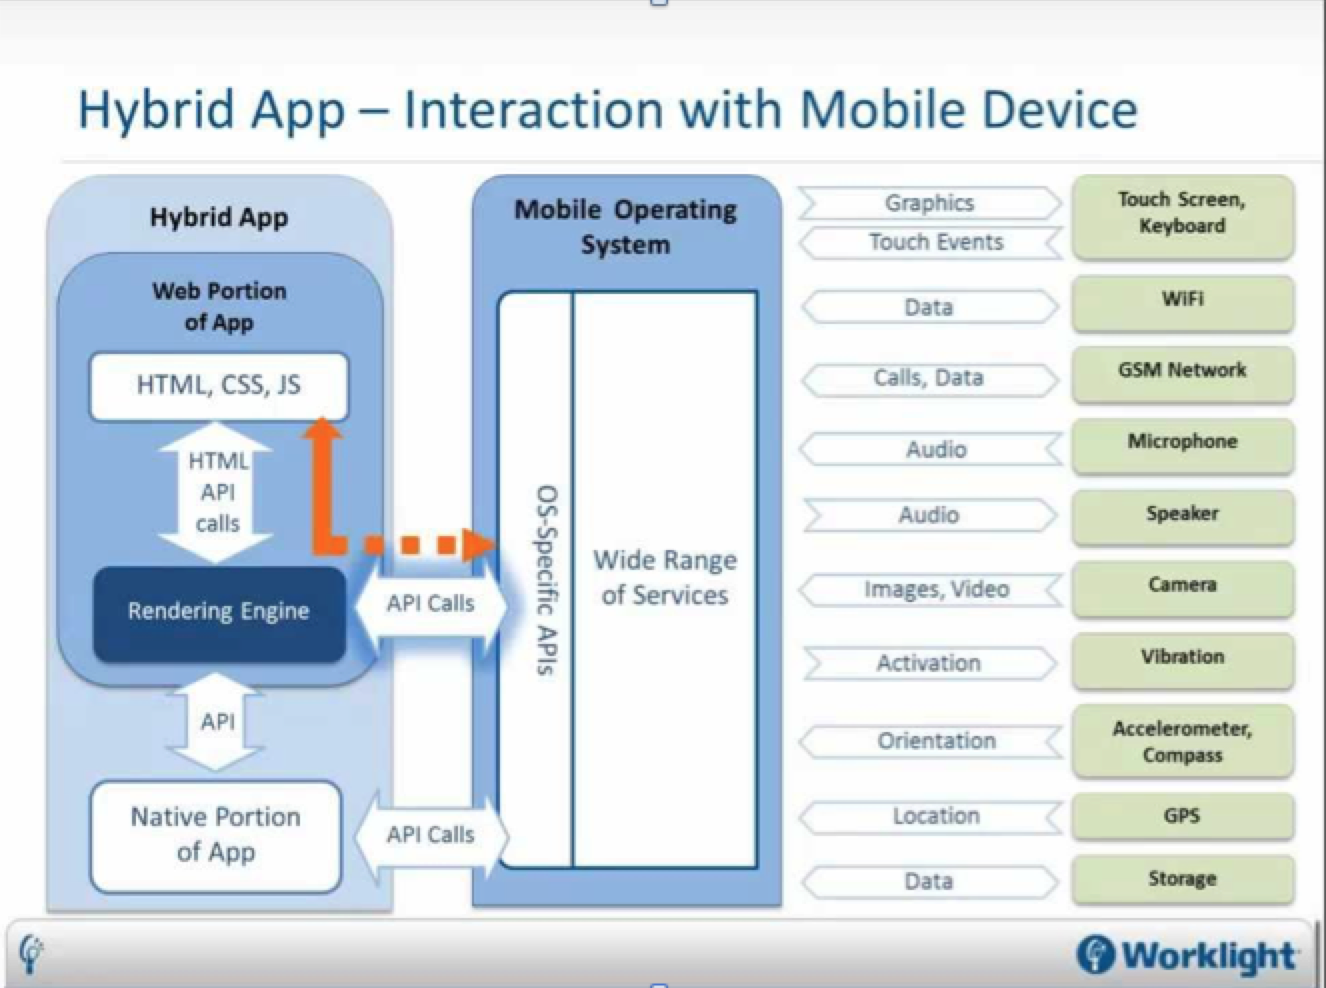 Hybrid App – Interaction with Mobile Device
Hybrid App
Web Portion
of App
HTML, CSS, JS
HTML
API
calls
Rendering Engine
API
Native Portion
of App
API Calls
API Calls
Mobile Operating
System
OS-Specific APIs
Wide Range
of Services
Graphics
Touch Events
Touch Screen,
Keyboard
Data
WiFi
Calls, Data
GSM Network
Audio
Microphone
Audio
Speaker
Images, Video
Camera
Activation
Vibration
Orientation
Accelerometer,
Compass
Location
GPS
Data
Storage
Worklight